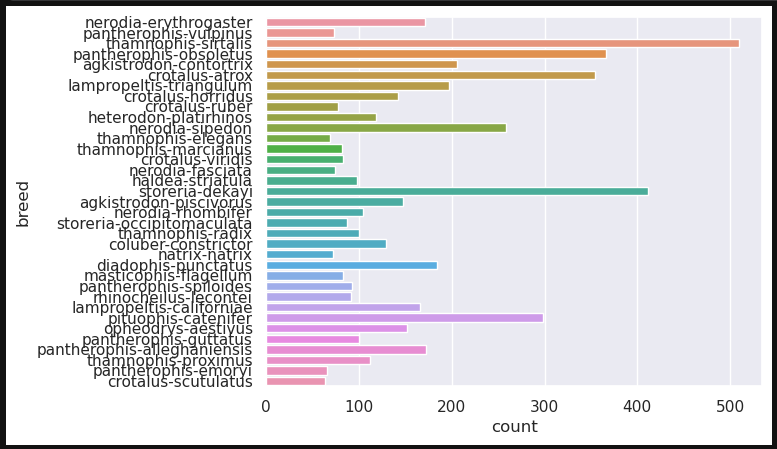 nerodia-erythrogaster
pantherophis-vulpinus
thamnophis-sirtalis
pantherophis-obsoletus
agkistrodon-contortrix
crotalus-atrox
lampropeltis-triangulum
crotalus-horridus
crotalus-ruber
heterodon-platirhinos
nerodia-sipedon
thamnophis-elegans
thamnophis-marcianus
crotalus-viridis
nerodia-fasciata
haldea-striatula
storeria-dekayi
agkistrodon-piscivorus
nerodia-rhombifer
storeria-occipitomaculata
thamnophis-radix
coluber-constrictor
natrix-natrix
diadophis-punctatus
masticophis-flagellum
pantherophis-spiloides
rhinocheilus-lecontei
lampropeltis-californiae
pituophis-catenifer
opheodrys-aestivus
pantherophis-guttatus
pantherophis-alleghaniensis
thamnophis-proximus
pantherophis-emoryi
crotalus-scutulatus
breed
0 100 200 300 400 500
count